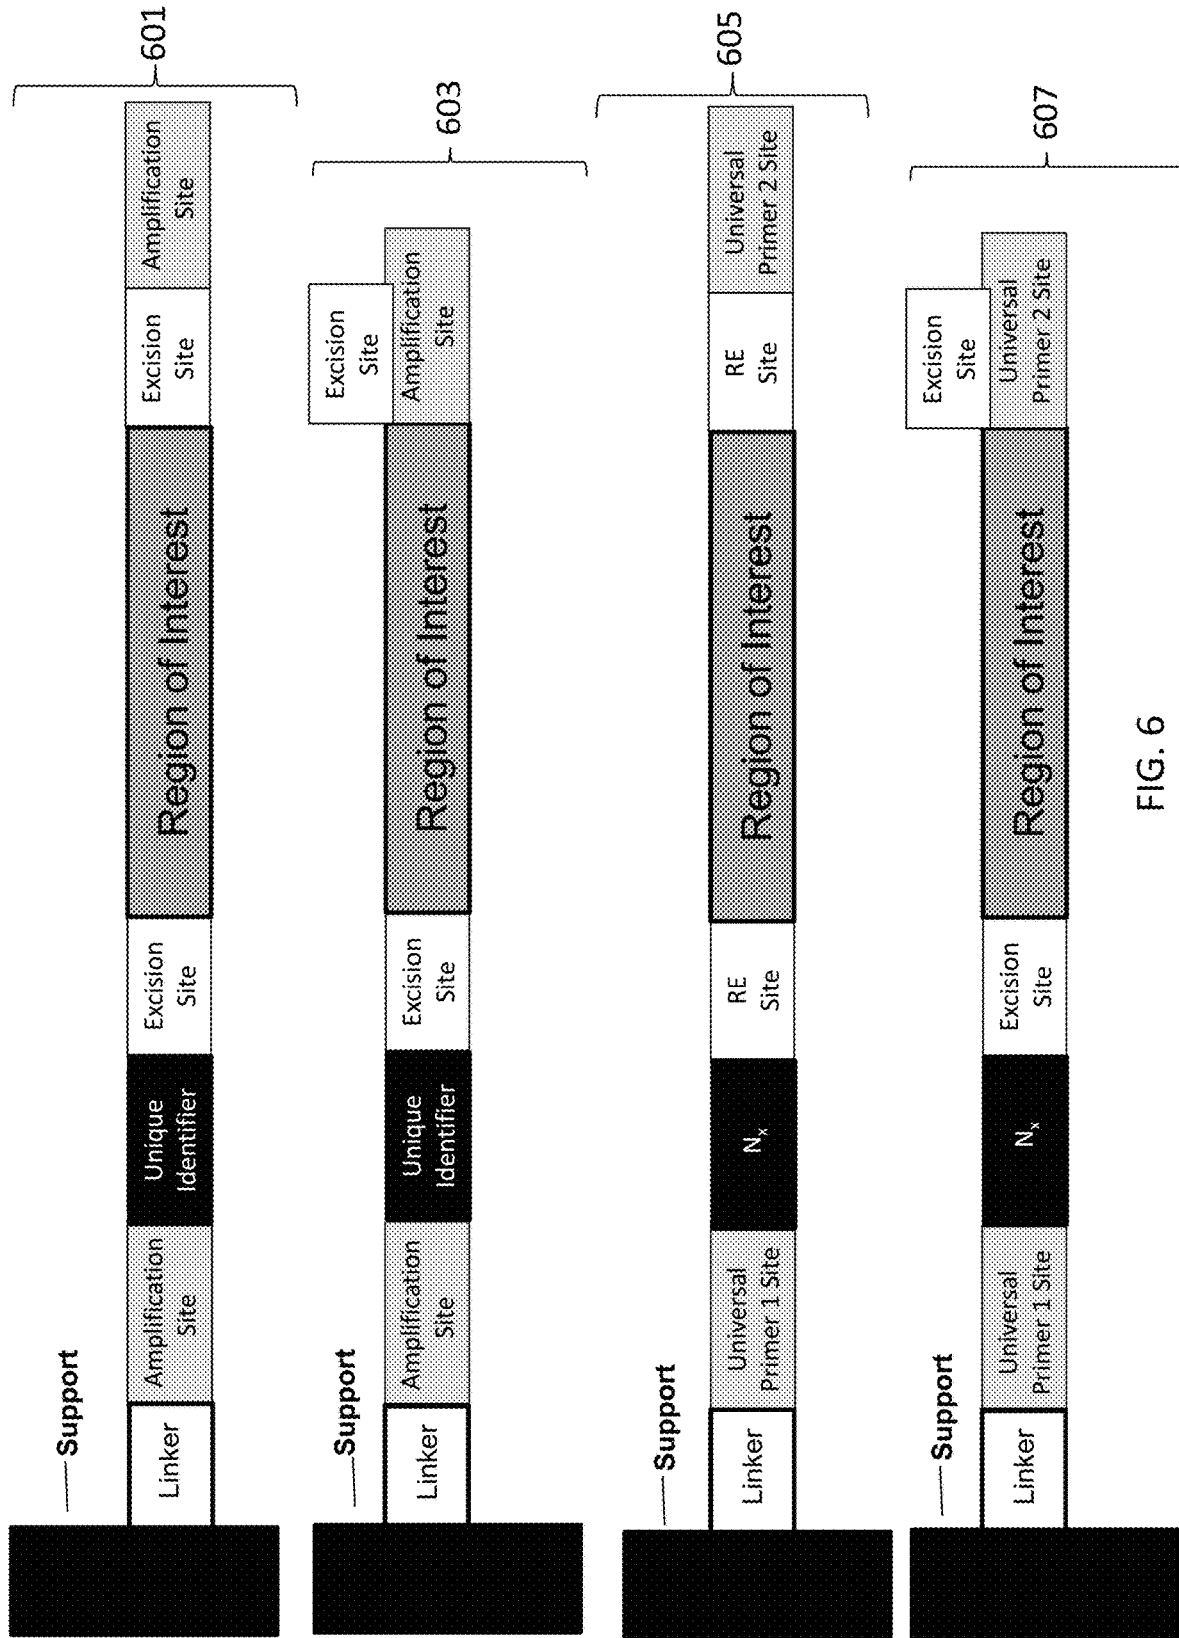 Support
Linker
Amplification
Site
Unique
Identifier
Excision
Site
Region of Interest
Excision
Site
Amplification
Site
601
Support
Linker
Amplification
Site
Unique
Identifier
Excision
Site
Region of Interest
Excision
Site
Amplification
Site
603
Support
Linker
Universal
Primer 1 Site
Nx
RE
Site
Region of Interest
RE
Site
Universal
Primer 2 Site
605
Support
Linker
Universal
Primer 1 Site
Nx
Excision
Site
Region of Interest
Excision
Site
Universal
Primer 2 Site
607
FIG. 6